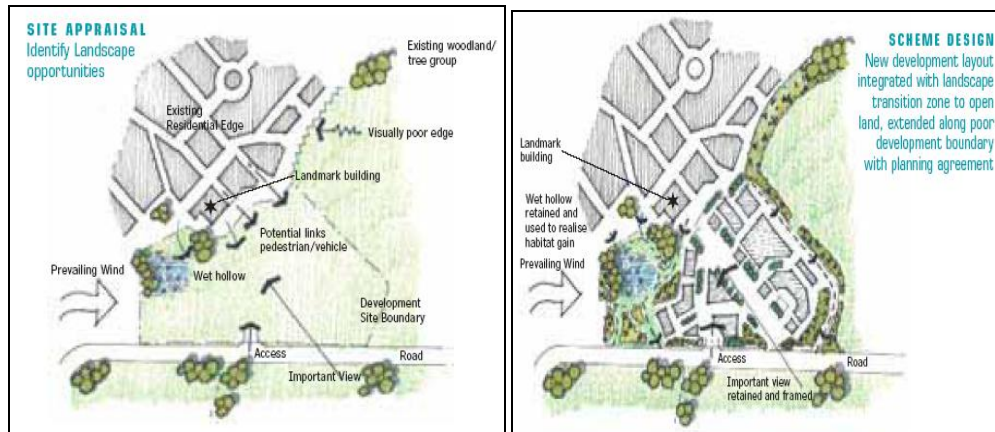 SITE APPRAISAL
Identify Landscape
opportunities
Existing woodland/
tree group
Existing
Residential Edge
Visually poor edge
Landmark building
Potential links
pedestrian/vehicle
Prevailing Wind
Wet hollow
Development
Site Boundary
Access
Road
Important View
SCHEME DESIGN
New development layout
integrated with landscape
transition zone to open
land, extended along poor
development boundary
with planning agreement
Landmark
building
Wet hollow
retained and
used to realise
habitat gain
Prevailing Wind
Access
Road
Important view
retained and framed